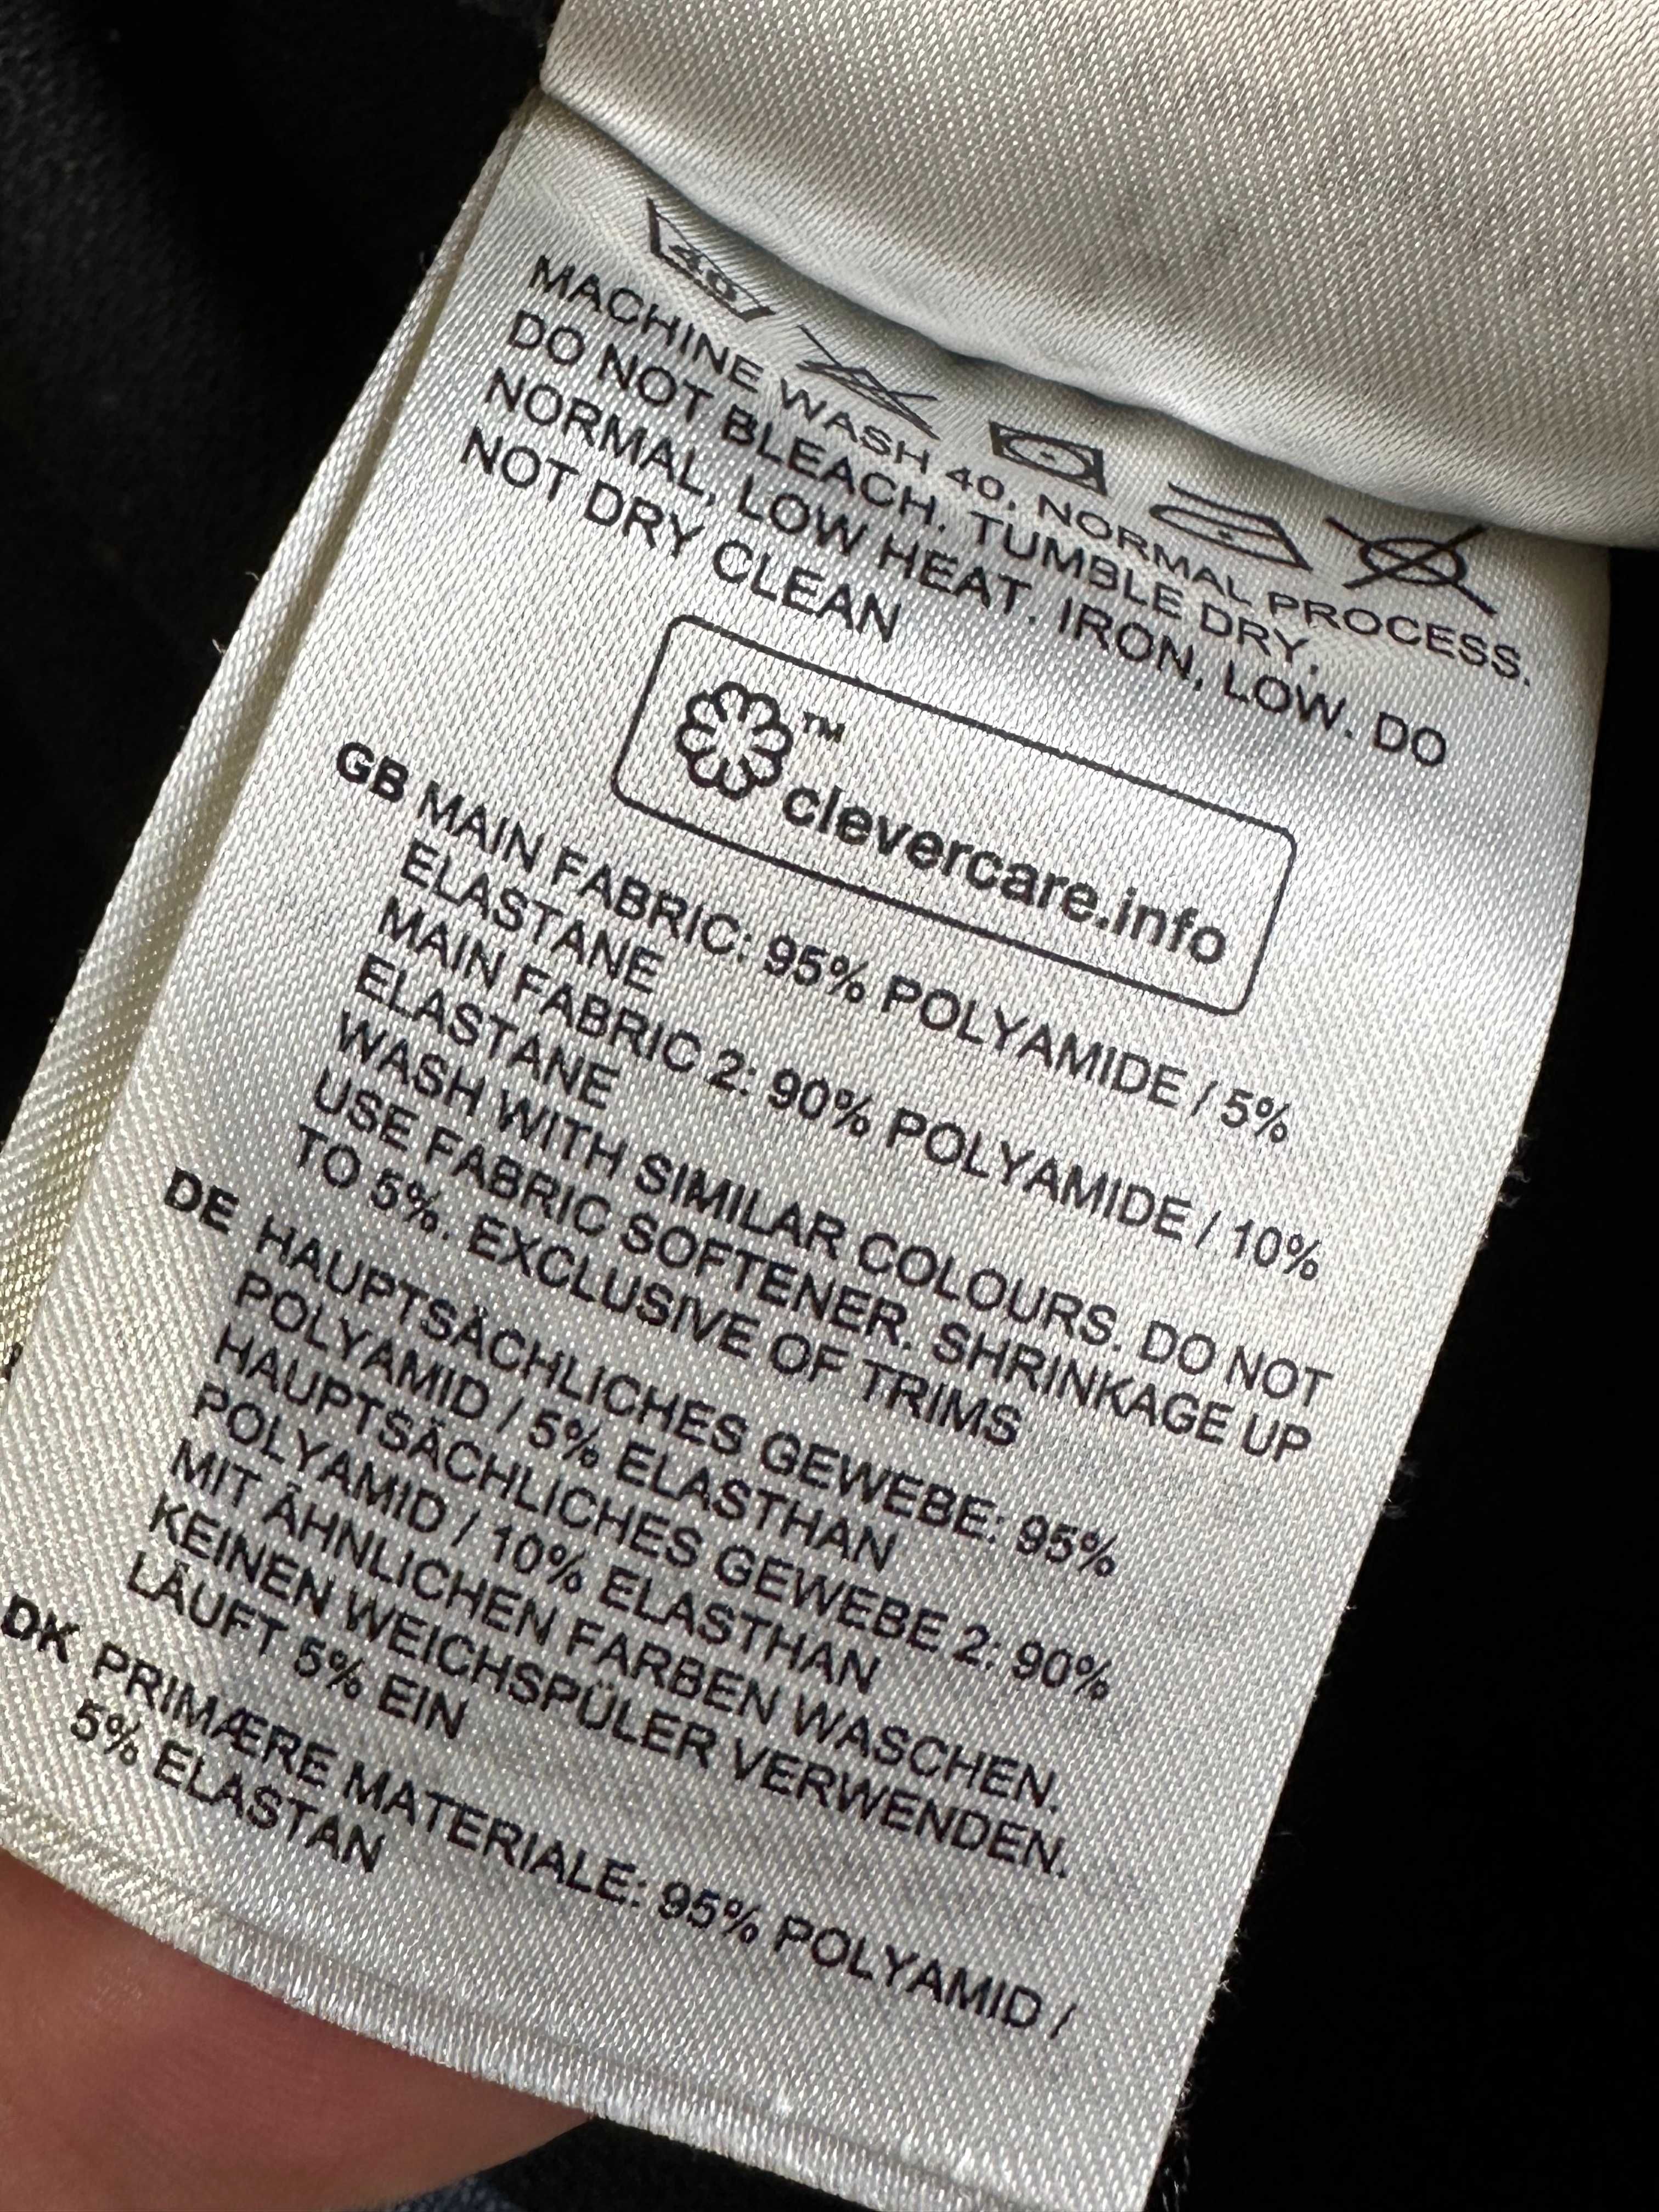 40
MACHINE WASH 40, NORMAL PROCESS.
DO NOT BLEACH. TUMBLE DRY,
NORMAL, LOW HEAT. IRON, LOW. DO
NOT DRY CLEAN
™
clevercare.info
GB MAIN FABRIC: 95% POLYAMIDE / 5%
ELASTANE
MAIN FABRIC 2: 90% POLYAMIDE / 10%
ELASTANE
WASH WITH SIMILAR COLOURS. DO NOT
USE FABRIC SOFTENER. SHRINKAGE UP
TO 5%. EXCLUSIVE OF TRIMS
DE HAUPTSÄCHLICHES GEWEBE: 95%
POLYAMID / 5% ELASTHAN
HAUPTSÄCHLICHES GEWEBE 2: 90%
POLYAMID / 10% ELASTHAN
MIT ÄHNLICHEN FARBEN WASCHEN.
KEINEN WEICHSPÜLER VERWENDEN.
LÄUFT 5% EIN
DK PRIMÆRE MATERIALE: 95% POLYAMID /
5% ELASTAN